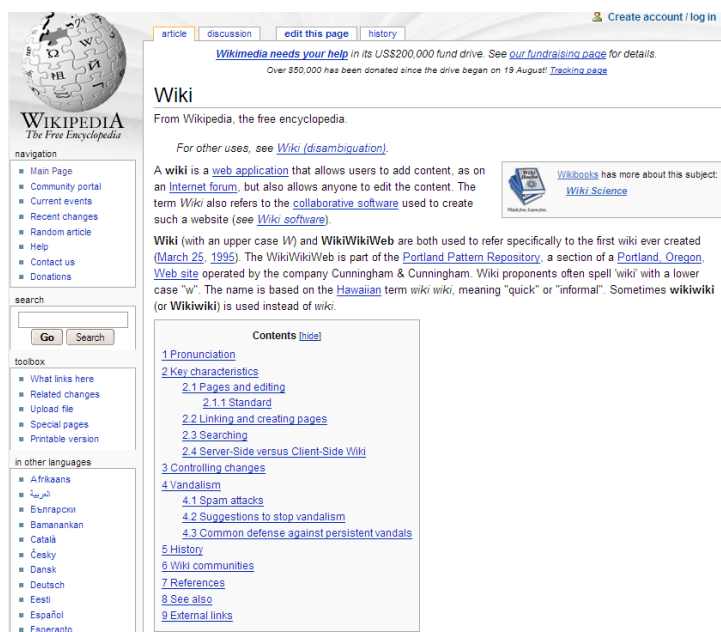 Create account / log in
article
discussion
edit this page
history
Wikimedia needs your help in its US$200,000 fund drive. See our fundraising page for details.
Over $50,000 has been donated since the drive began on 19 August! Tracking page
WIKIPEDIA
The Free Encyclopedia
navigation
Main Page
Community portal
Current events
Recent changes
Random article
Help
Contact us
Donations
search
Go Search
toolbox
What links here
Related changes
Upload file
Special pages
Printable version
in other languages
Afrikaans
العربية
Български
Bamanankan
Català
Česky
Dansk
Deutsch
Eesti
Español
Esperanto
Wiki
From Wikipedia, the free encyclopedia.
For other uses, see Wiki (disambiguation).
A wiki is a web application that allows users to add content, as on
an Internet forum, but also allows anyone to edit the content. The
term Wiki also refers to the collaborative software used to create
such a website (see Wiki software).
Wikibooks has more about this subject:
Wiki Science
Wiki (with an upper case W) and WikiWikiWeb are both used to refer specifically to the first wiki ever created
(March 25, 1995). The WikiWikiWeb is part of the Portland Pattern Repository, a section of a Portland, Oregon,
Web site operated by the company Cunningham & Cunningham. Wiki proponents often spell 'wiki' with a lower
case "w". The name is based on the Hawaiian term wiki wiki, meaning "quick" or "informal". Sometimes wikiwiki
(or Wikiwiki) is used instead of wiki.
Contents [hide]
1 Pronunciation
2 Key characteristics
2.1 Pages and editing
2.1.1 Standard
2.2 Linking and creating pages
2.3 Searching
2.4 Server-Side versus Client-Side Wiki
3 Controlling changes
4 Vandalism
4.1 Spam attacks
4.2 Suggestions to stop vandalism
4.3 Common defense against persistent vandals
5 History
6 Wiki communities
7 References
8 See also
9 External links